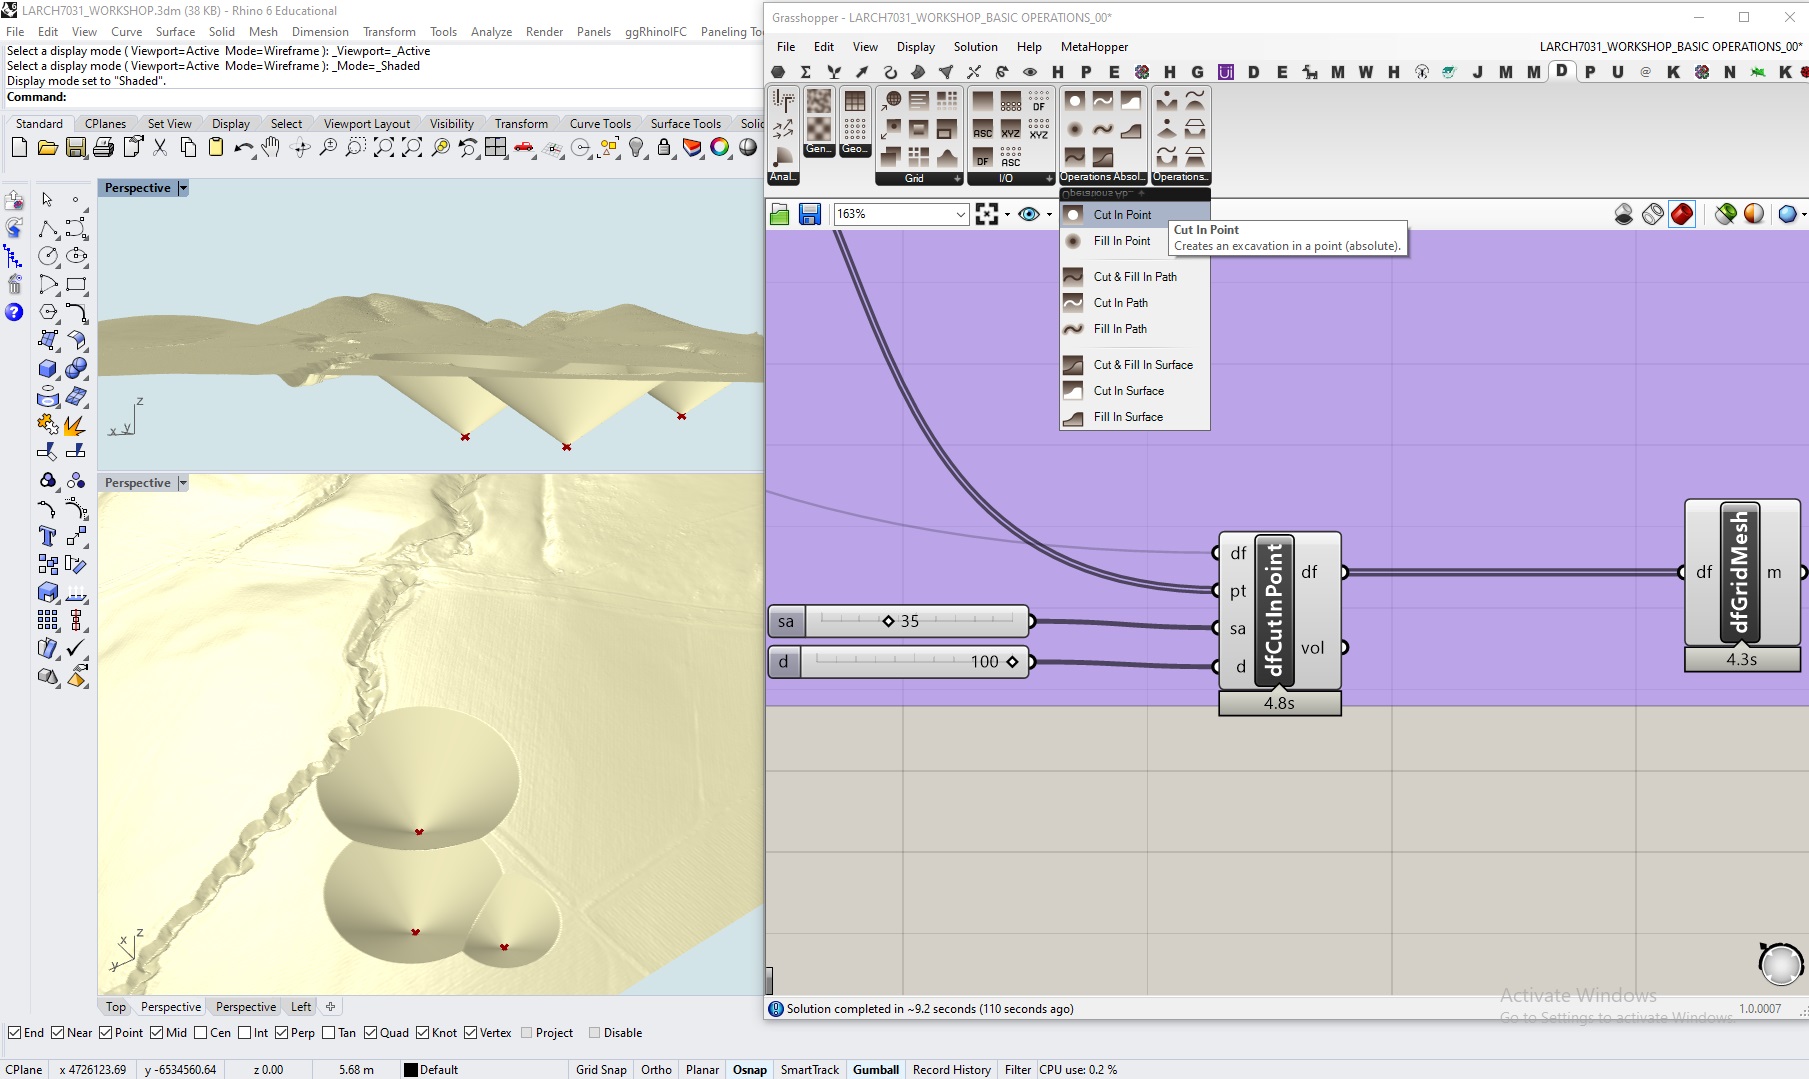 LARCH7031_WORKSHOP.3dm (38 KB) - Rhino 6 Educational
File Edit View Curve Surface Solid Mesh Dimension Transform Tools Analyze Render Panels ggRhinoIFC Paneling To
Select a display mode ( Viewport=Active Mode=Wireframe ): _Viewport=_Active
Select a display mode ( Viewport=Active Mode=Wireframe ): _Mode=_Shaded
Display mode set to "Shaded".
Command:
Standard CPlanes Set View Display Select Viewport Layout Visibility Transform Curve Tools Surface Tools Solid
Perspective
z
x y
Perspective
z
x
y
Top Perspective Perspective Left
End Near Point Mid Cen Int Perp Tan Quad Knot Vertex Project Disable
CPlane x 4726123.69 y -6534560.64 z 0.00 5.68 m Default Grid Snap Ortho Planar Osnap SmartTrack Gumball Record History Filter CPU use: 0.2 %
Grasshopper - LARCH7031_WORKSHOP_BASIC OPERATIONS_00*
File Edit View Display Solution Help MetaHopper LARCH7031_WORKSHOP_BASIC OPERATIONS_00*
H P E H G Ui D E M W H J M M D P U @ K N K
DF
ASC XYZ XYZ
DF ASC
Anal... Gen... Geo... Grid I/O Operations Absol... Operations...
163%
Operations Ab...
Cut In Point
Fill In Point
Cut & Fill In Path
Cut In Path
Fill In Path
Cut & Fill In Surface
Cut In Surface
Fill In Surface
Cut In Point
Creates an excavation in a point (absolute).
sa 35
d 100
df
pt
sa
d
dfCutInPoint
df
vol
4.8s
df
dfGridMesh
m
4.3s
Activate Windows
Go to Settings to activate Windows.
Solution completed in ~9.2 seconds (110 seconds ago)
1.0.0007